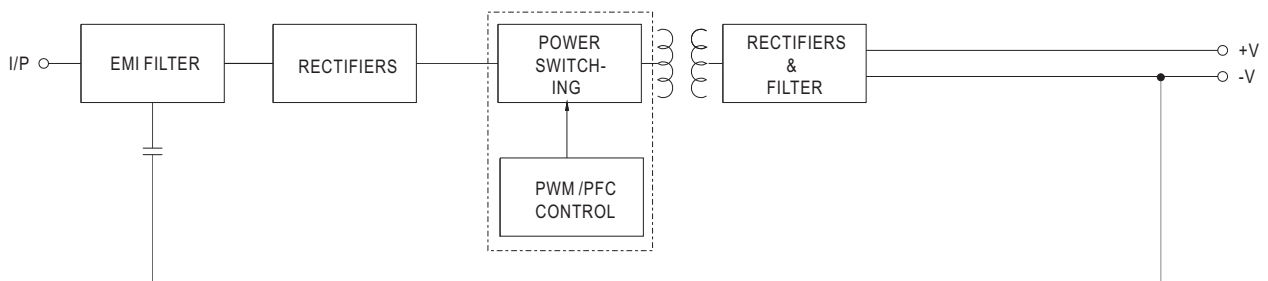 I/P
EMI FILTER
RECTIFIERS
POWER
SWITCH-
ING
PWM /PFC
CONTROL
RECTIFIERS
&
FILTER
+V
-V